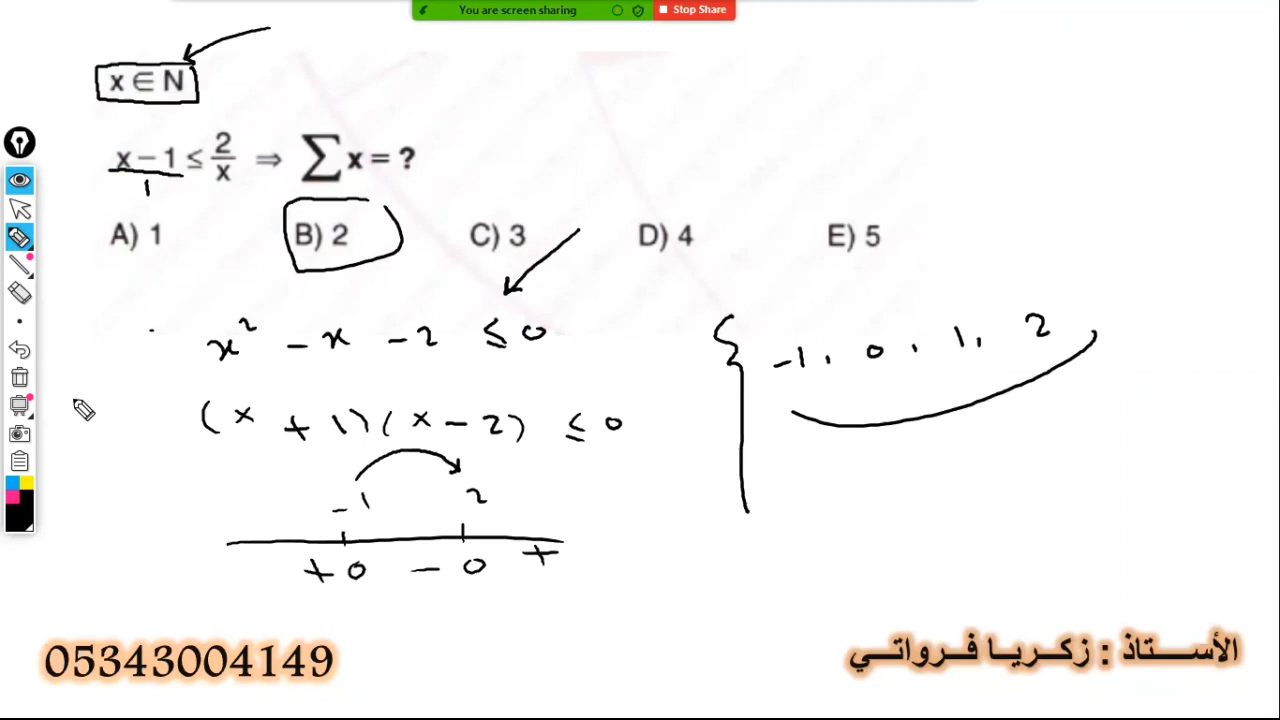 You are screen sharing Stop Share
x ∈ N
x − 1 ≤ 2/x ⇒ ∑ x = ?
1
A) 1 B) 2 C) 3 D) 4 E) 5
x² − x − 2 ≤ 0
(x + 1)(x − 2) ≤ 0
-1 2
+ 0 − 0 +
{ -1, 0, 1, 2
05343004149
الأستاذ : زكريا فرواتي